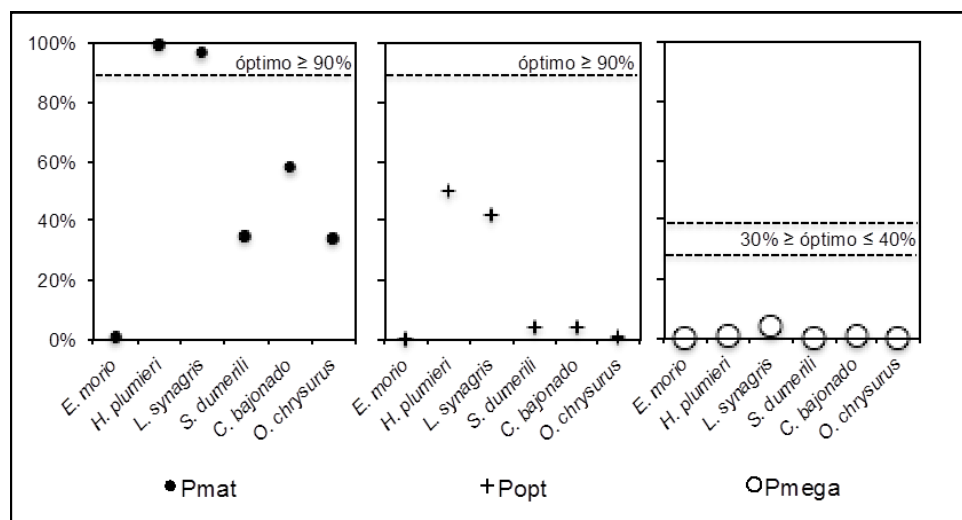 100%
80%
60%
40%
20%
0%
óptimo ≥ 90%
óptimo ≥ 90%
30% ≥ óptimo ≤ 40%
E. morio
H. plumieri
L. synagris
S. dumerili
C. bajonado
O. chrysurus
E. morio
H. plumieri
L. synagris
S. dumerili
C. bajonado
O. chrysurus
E. morio
H. plumieri
L. synagris
S. dumerili
C. bajonado
O. chrysurus
Pmat
Popt
Pmega